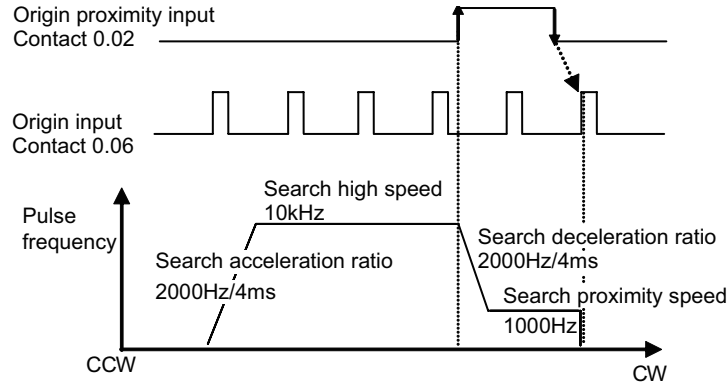 Origin proximity input
Contact 0.02
Origin input
Contact 0.06
Pulse
frequency
Search high speed
10kHz
Search acceleration ratio
2000Hz/4ms
Search deceleration ratio
2000Hz/4ms
Search proximity speed
1000Hz
CCW
CW